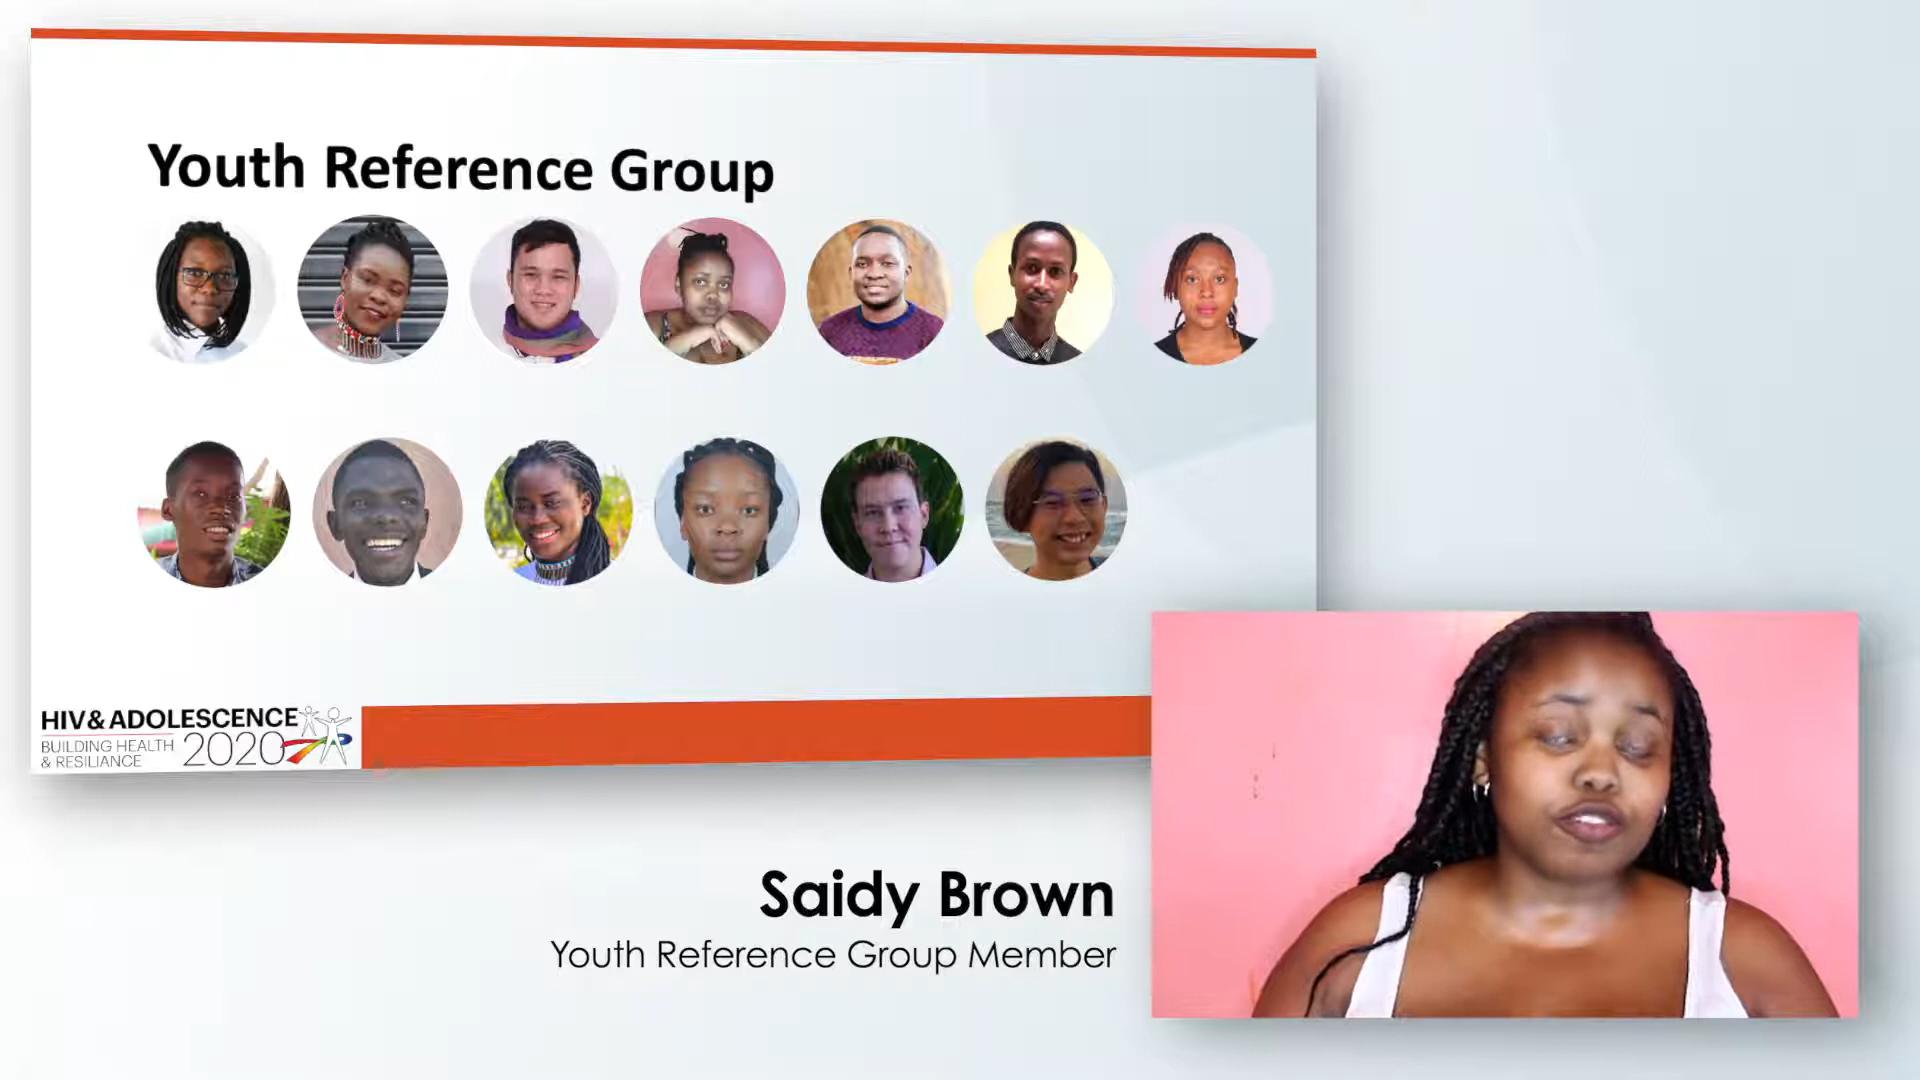 Youth Reference Group
HIV & ADOLESCENCE
BUILDING HEALTH
& RESILIANCE
2020
Saidy Brown
Youth Reference Group Member